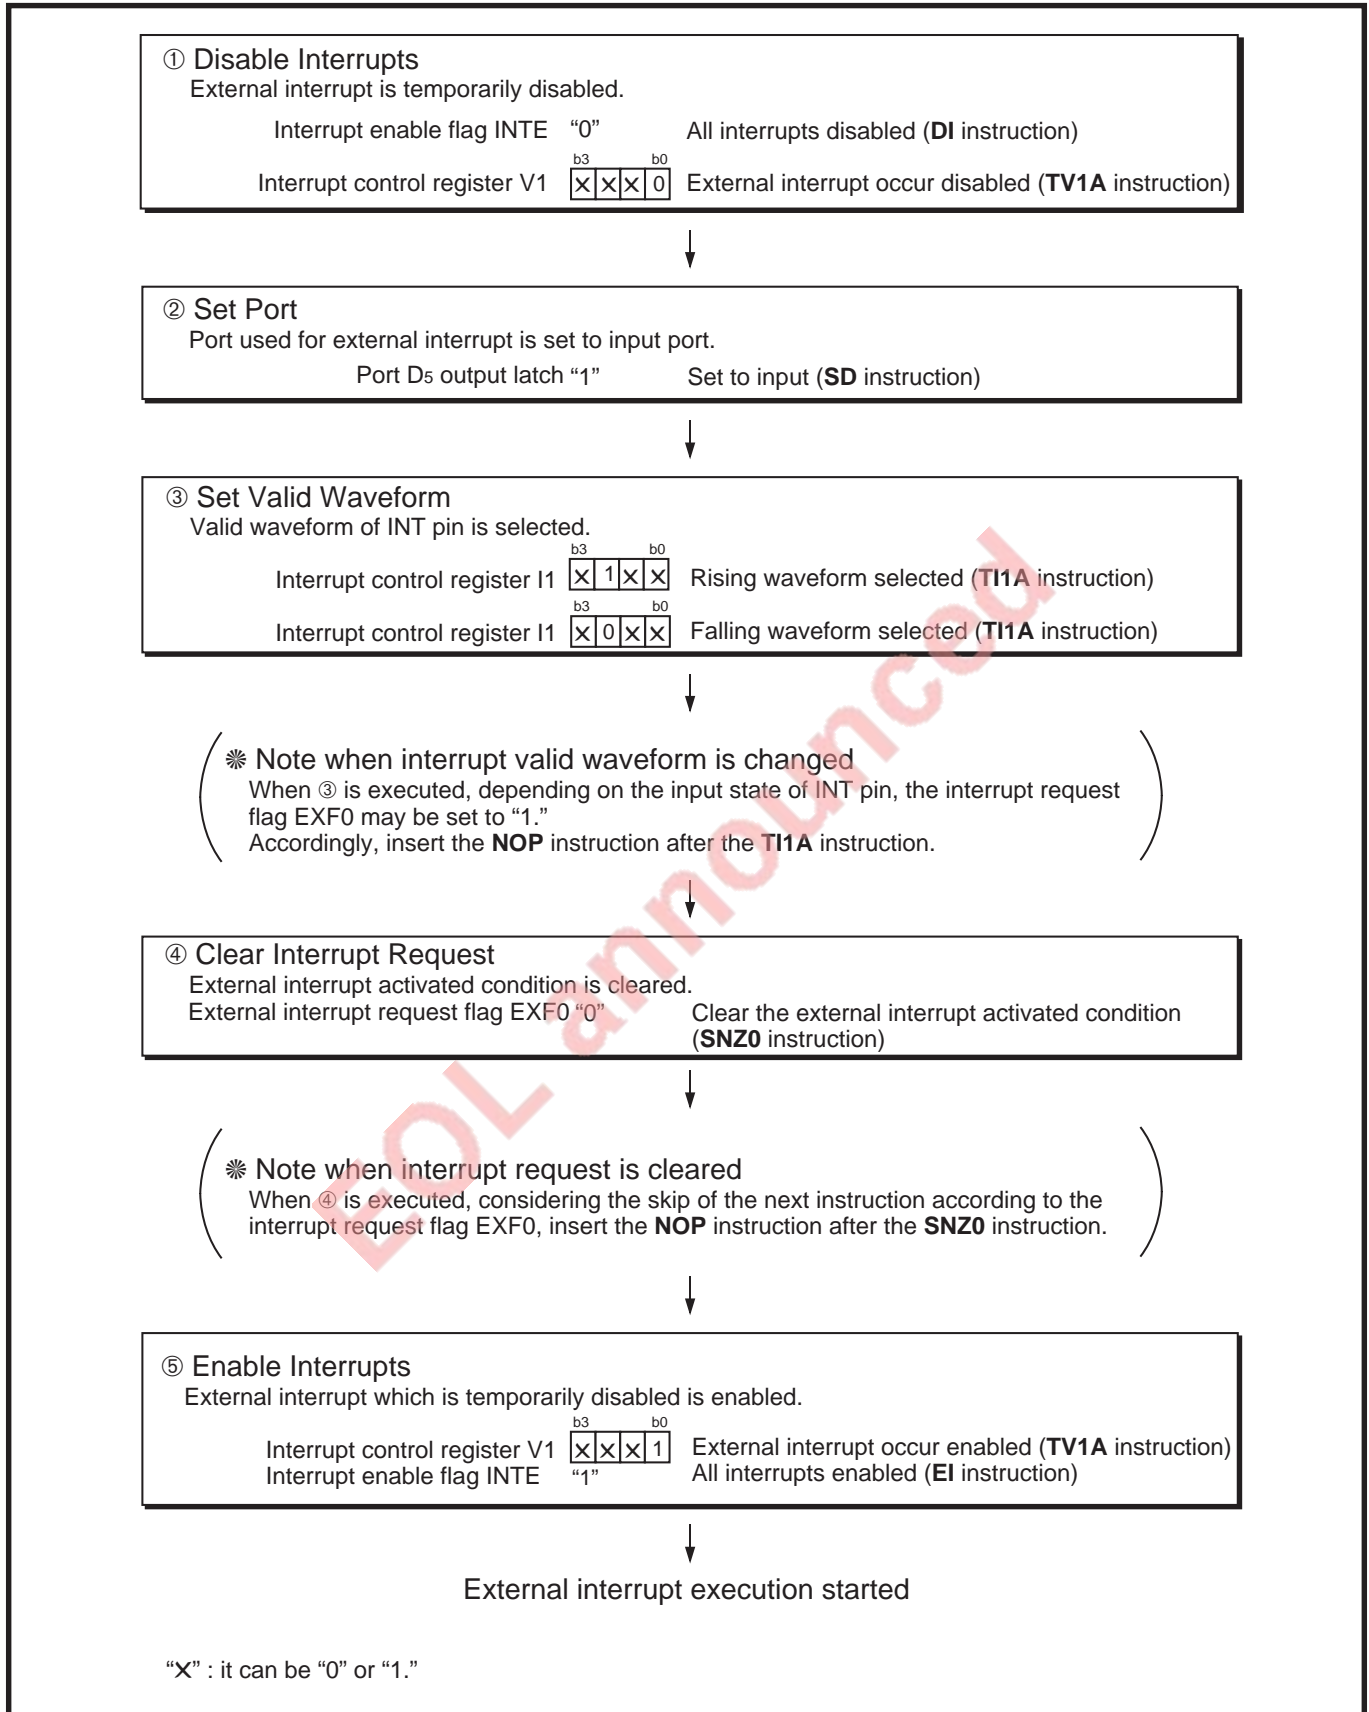 ① Disable Interrupts
External interrupt is temporarily disabled.
Interrupt enable flag INTE “0” All interrupts disabled (DI instruction)
b3 b0
Interrupt control register V1 ✕ ✕ ✕ 0 External interrupt occur disabled (TV1A instruction)
② Set Port
Port used for external interrupt is set to input port.
Port D5 output latch “1” Set to input (SD instruction)
③ Set Valid Waveform
Valid waveform of INT pin is selected.
b3 b0
Interrupt control register I1 ✕ 1 ✕ ✕ Rising waveform selected (TI1A instruction)
b3 b0
Interrupt control register I1 ✕ 0 ✕ ✕ Falling waveform selected (TI1A instruction)
❊ Note when interrupt valid waveform is changed
When ③ is executed, depending on the input state of INT pin, the interrupt request
flag EXF0 may be set to “1.”
Accordingly, insert the NOP instruction after the TI1A instruction.
④ Clear Interrupt Request
External interrupt activated condition is cleared.
External interrupt request flag EXF0 “0” Clear the external interrupt activated condition
(SNZ0 instruction)
❊ Note when interrupt request is cleared
When ④ is executed, considering the skip of the next instruction according to the
interrupt request flag EXF0, insert the NOP instruction after the SNZ0 instruction.
⑤ Enable Interrupts
External interrupt which is temporarily disabled is enabled.
b3 b0
Interrupt control register V1 ✕ ✕ ✕ 1 External interrupt occur enabled (TV1A instruction)
Interrupt enable flag INTE “1” All interrupts enabled (EI instruction)
External interrupt execution started
“✕” : it can be “0” or “1.”
EOL announced